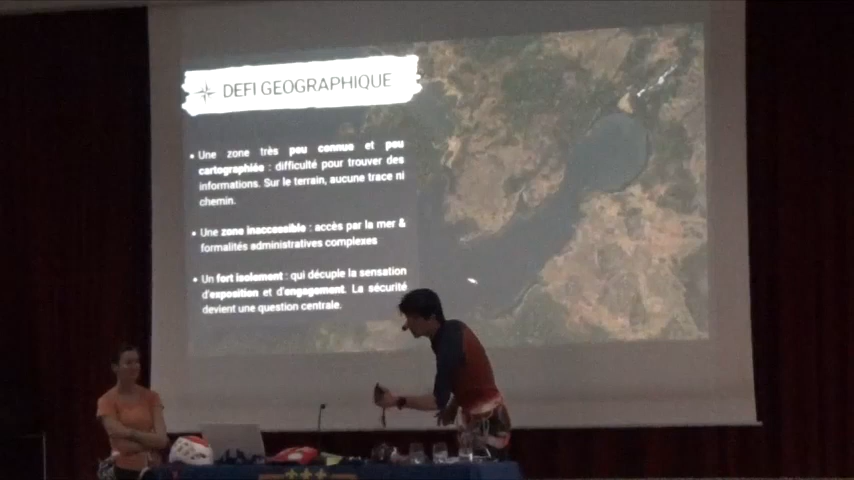 DEFI GEOGRAPHIQUE
• Une zone très peu connue et peu
cartographiée : difficulté pour trouver des
informations. Sur le terrain, aucune trace ni
chemin.
• Une zone inaccessible : accès par la mer &
formalités administratives complexes
• Un fort isolement : qui décuple la sensation
d'exposition et d'engagement. La sécurité
devient une question centrale.